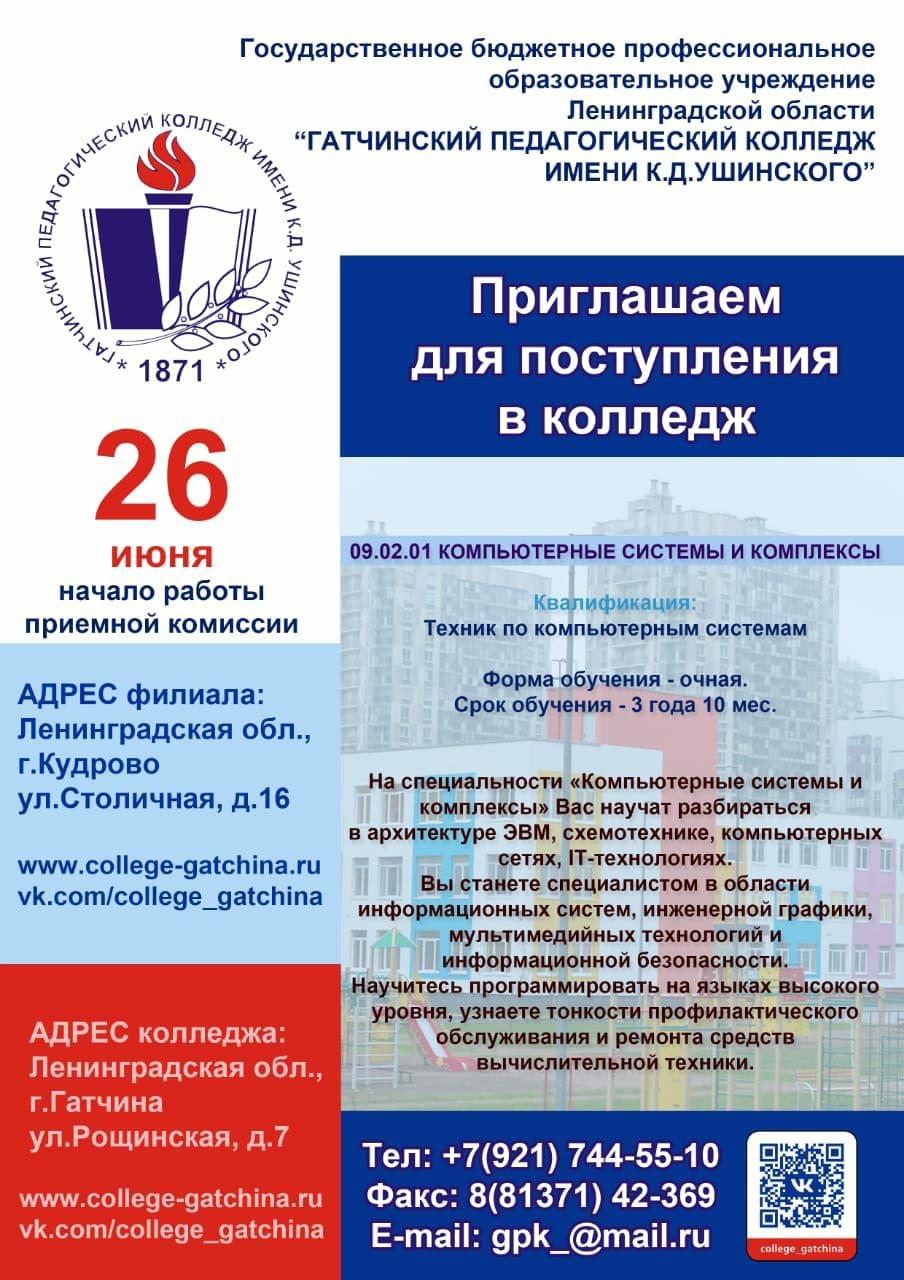 Государственное бюджетное профессиональное
образовательное учреждение
Ленинградской области
“ГАТЧИНСКИЙ ПЕДАГОГИЧЕСКИЙ КОЛЛЕДЖ
ИМЕНИ К.Д.УШИНСКОГО”
*ГАТЧИНСКИЙ ПЕДАГОГИЧЕСКИЙ КОЛЛЕДЖ ИМЕНИ К.Д. УШИНСКОГО*
* 1871 *
Приглашаем
для поступления
в колледж
26
июня
начало работы
приемной комиссии
09.02.01 КОМПЬЮТЕРНЫЕ СИСТЕМЫ И КОМПЛЕКСЫ
Квалификация:
Техник по компьютерным системам
Форма обучения - очная.
Срок обучения - 3 года 10 мес.
На специальности «Компьютерные системы и
комплексы» Вас научат разбираться
в архитектуре ЭВМ, схемотехнике, компьютерных
сетях, IT-технологиях.
Вы станете специалистом в области
информационных систем, инженерной графики,
мультимедийных технологий и
информационной безопасности.
Научитесь программировать на языках высокого
уровня, узнаете тонкости профилактического
обслуживания и ремонта средств
вычислительной техники.
АДРЕС филиала:
Ленинградская обл.,
г.Кудрово
ул.Столичная, д.16
www.college-gatchina.ru
vk.com/college_gatchina
АДРЕС колледжа:
Ленинградская обл.,
г.Гатчина
ул.Рощинская, д.7
www.college-gatchina.ru
vk.com/college_gatchina
Тел: +7(921) 744-55-10
Факс: 8(81371) 42-369
E-mail: gpk_@mail.ru
college_gatchina